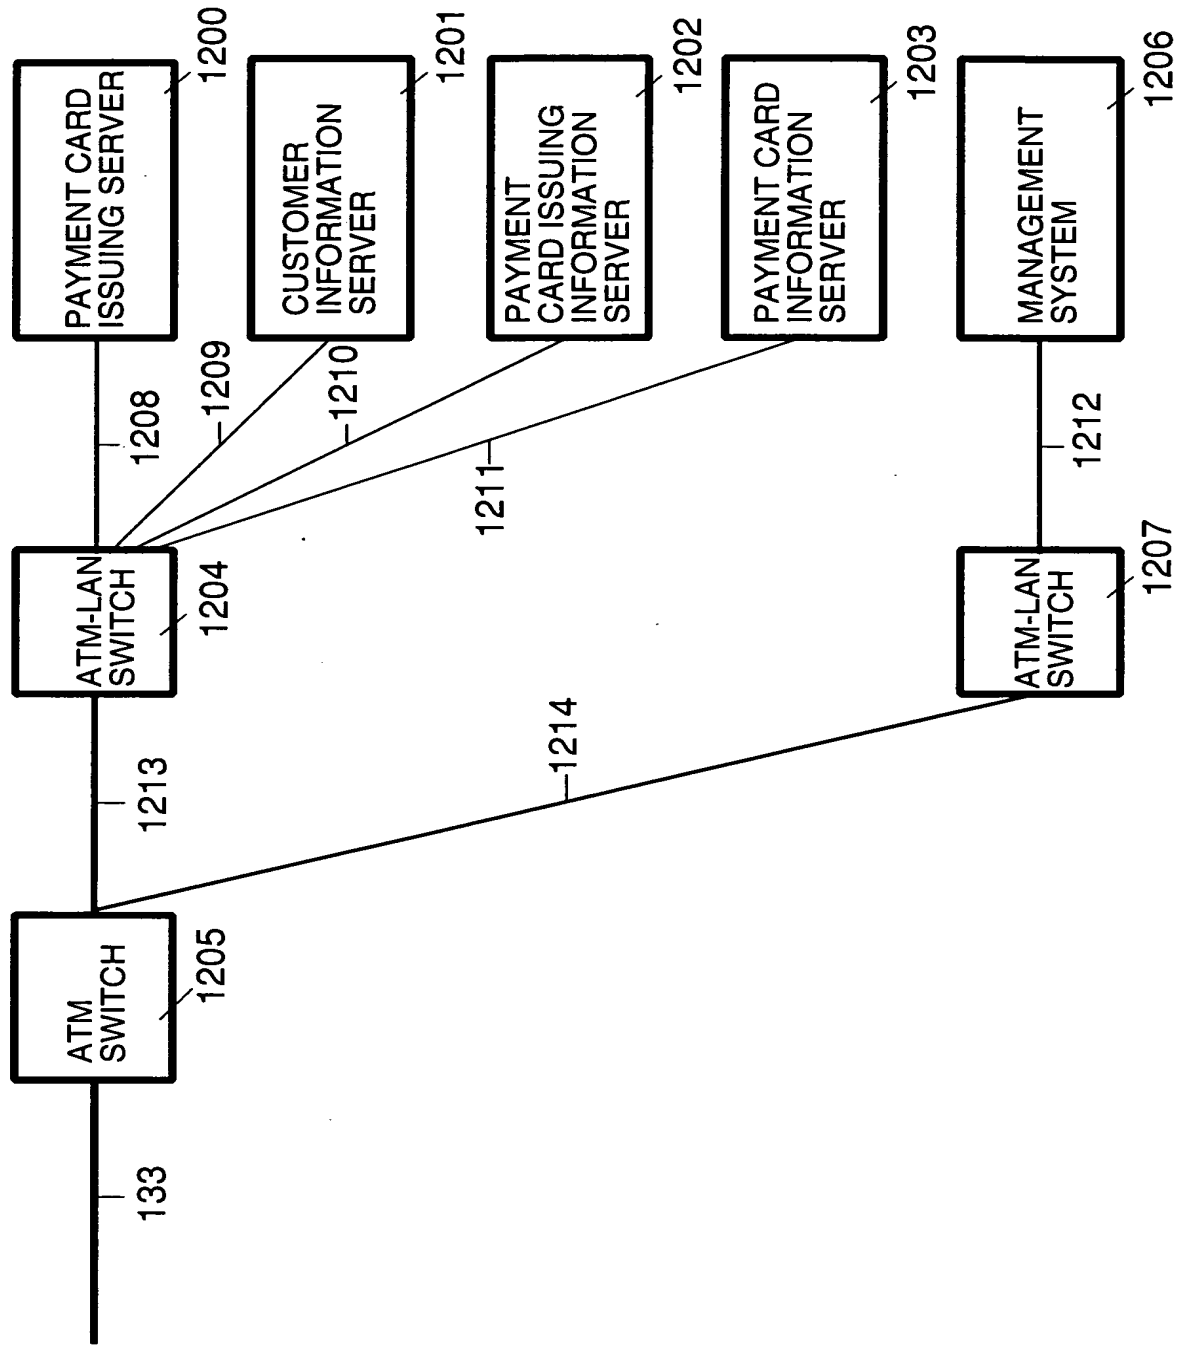 PAYMENT CARD
ISSUING SERVER
1200
CUSTOMER
INFORMATION
SERVER
1201
PAYMENT
CARD ISSUING
INFORMATION
SERVER
1202
PAYMENT CARD
INFORMATION
SERVER
1203
MANAGEMENT
SYSTEM
1206
1208
1209
1210
1211
1212
ATM-LAN
SWITCH
1204
ATM-LAN
SWITCH
1207
1213
1214
ATM
SWITCH
1205
133